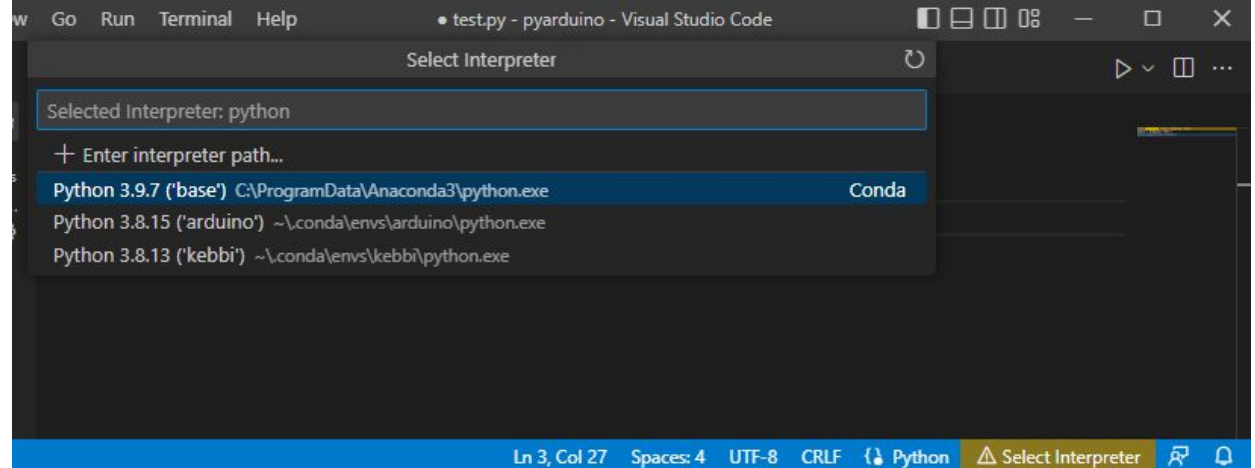 Go Run Terminal Help ● test.py - pyarduino - Visual Studio Code
Select Interpreter
Selected Interpreter: python
+ Enter interpreter path...
Python 3.9.7 ('base') C:\ProgramData\Anaconda3\python.exe Conda
Python 3.8.15 ('arduino') ~\.conda\envs\arduino\python.exe
Python 3.8.13 ('kebbi') ~\.conda\envs\kebbi\python.exe
Ln 3, Col 27 Spaces: 4 UTF-8 CRLF Python Select Interpreter